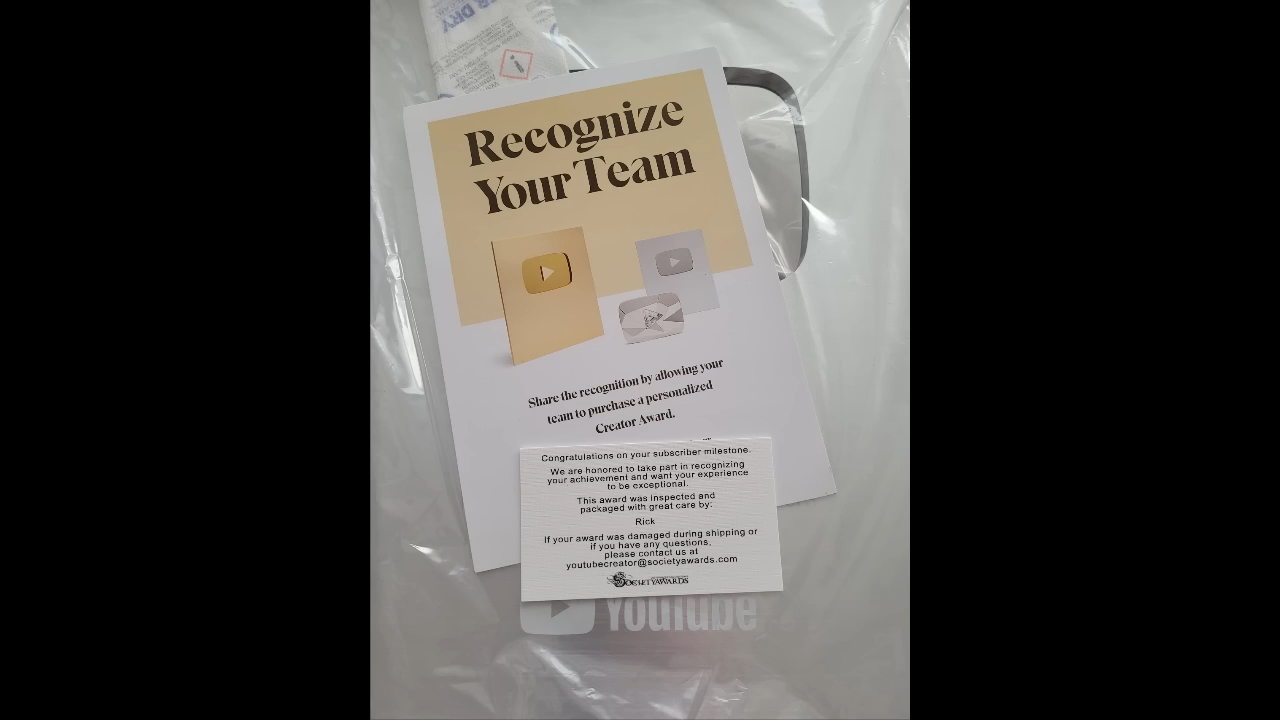 DRY
Recognize
Your Team
Share the recognition by allowing your
team to purchase a personalized
Creator Award.
Congratulations on your subscriber milestone.
We are honored to take part in recognizing
your achievement and want your experience
to be exceptional.
This award was inspected and
packaged with great care by:
Rick
If your award was damaged during shipping or
if you have any questions,
please contact us at
youtubecreator@societyawards.com
SOCIETYAWARDS
YouTube